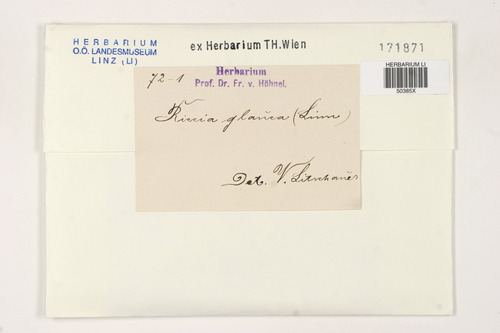 HERBARIUM
O.Ö. LANDESMUSEUM
LINZ (LI)
ex Herbarium TH.Wien
171871
HERBARIUM LI
50385X
72-1
Herbarium
Prof. Dr. Fr. v. Höhnel.
Riccia glauca (Linn)
Det. V. Litschauer